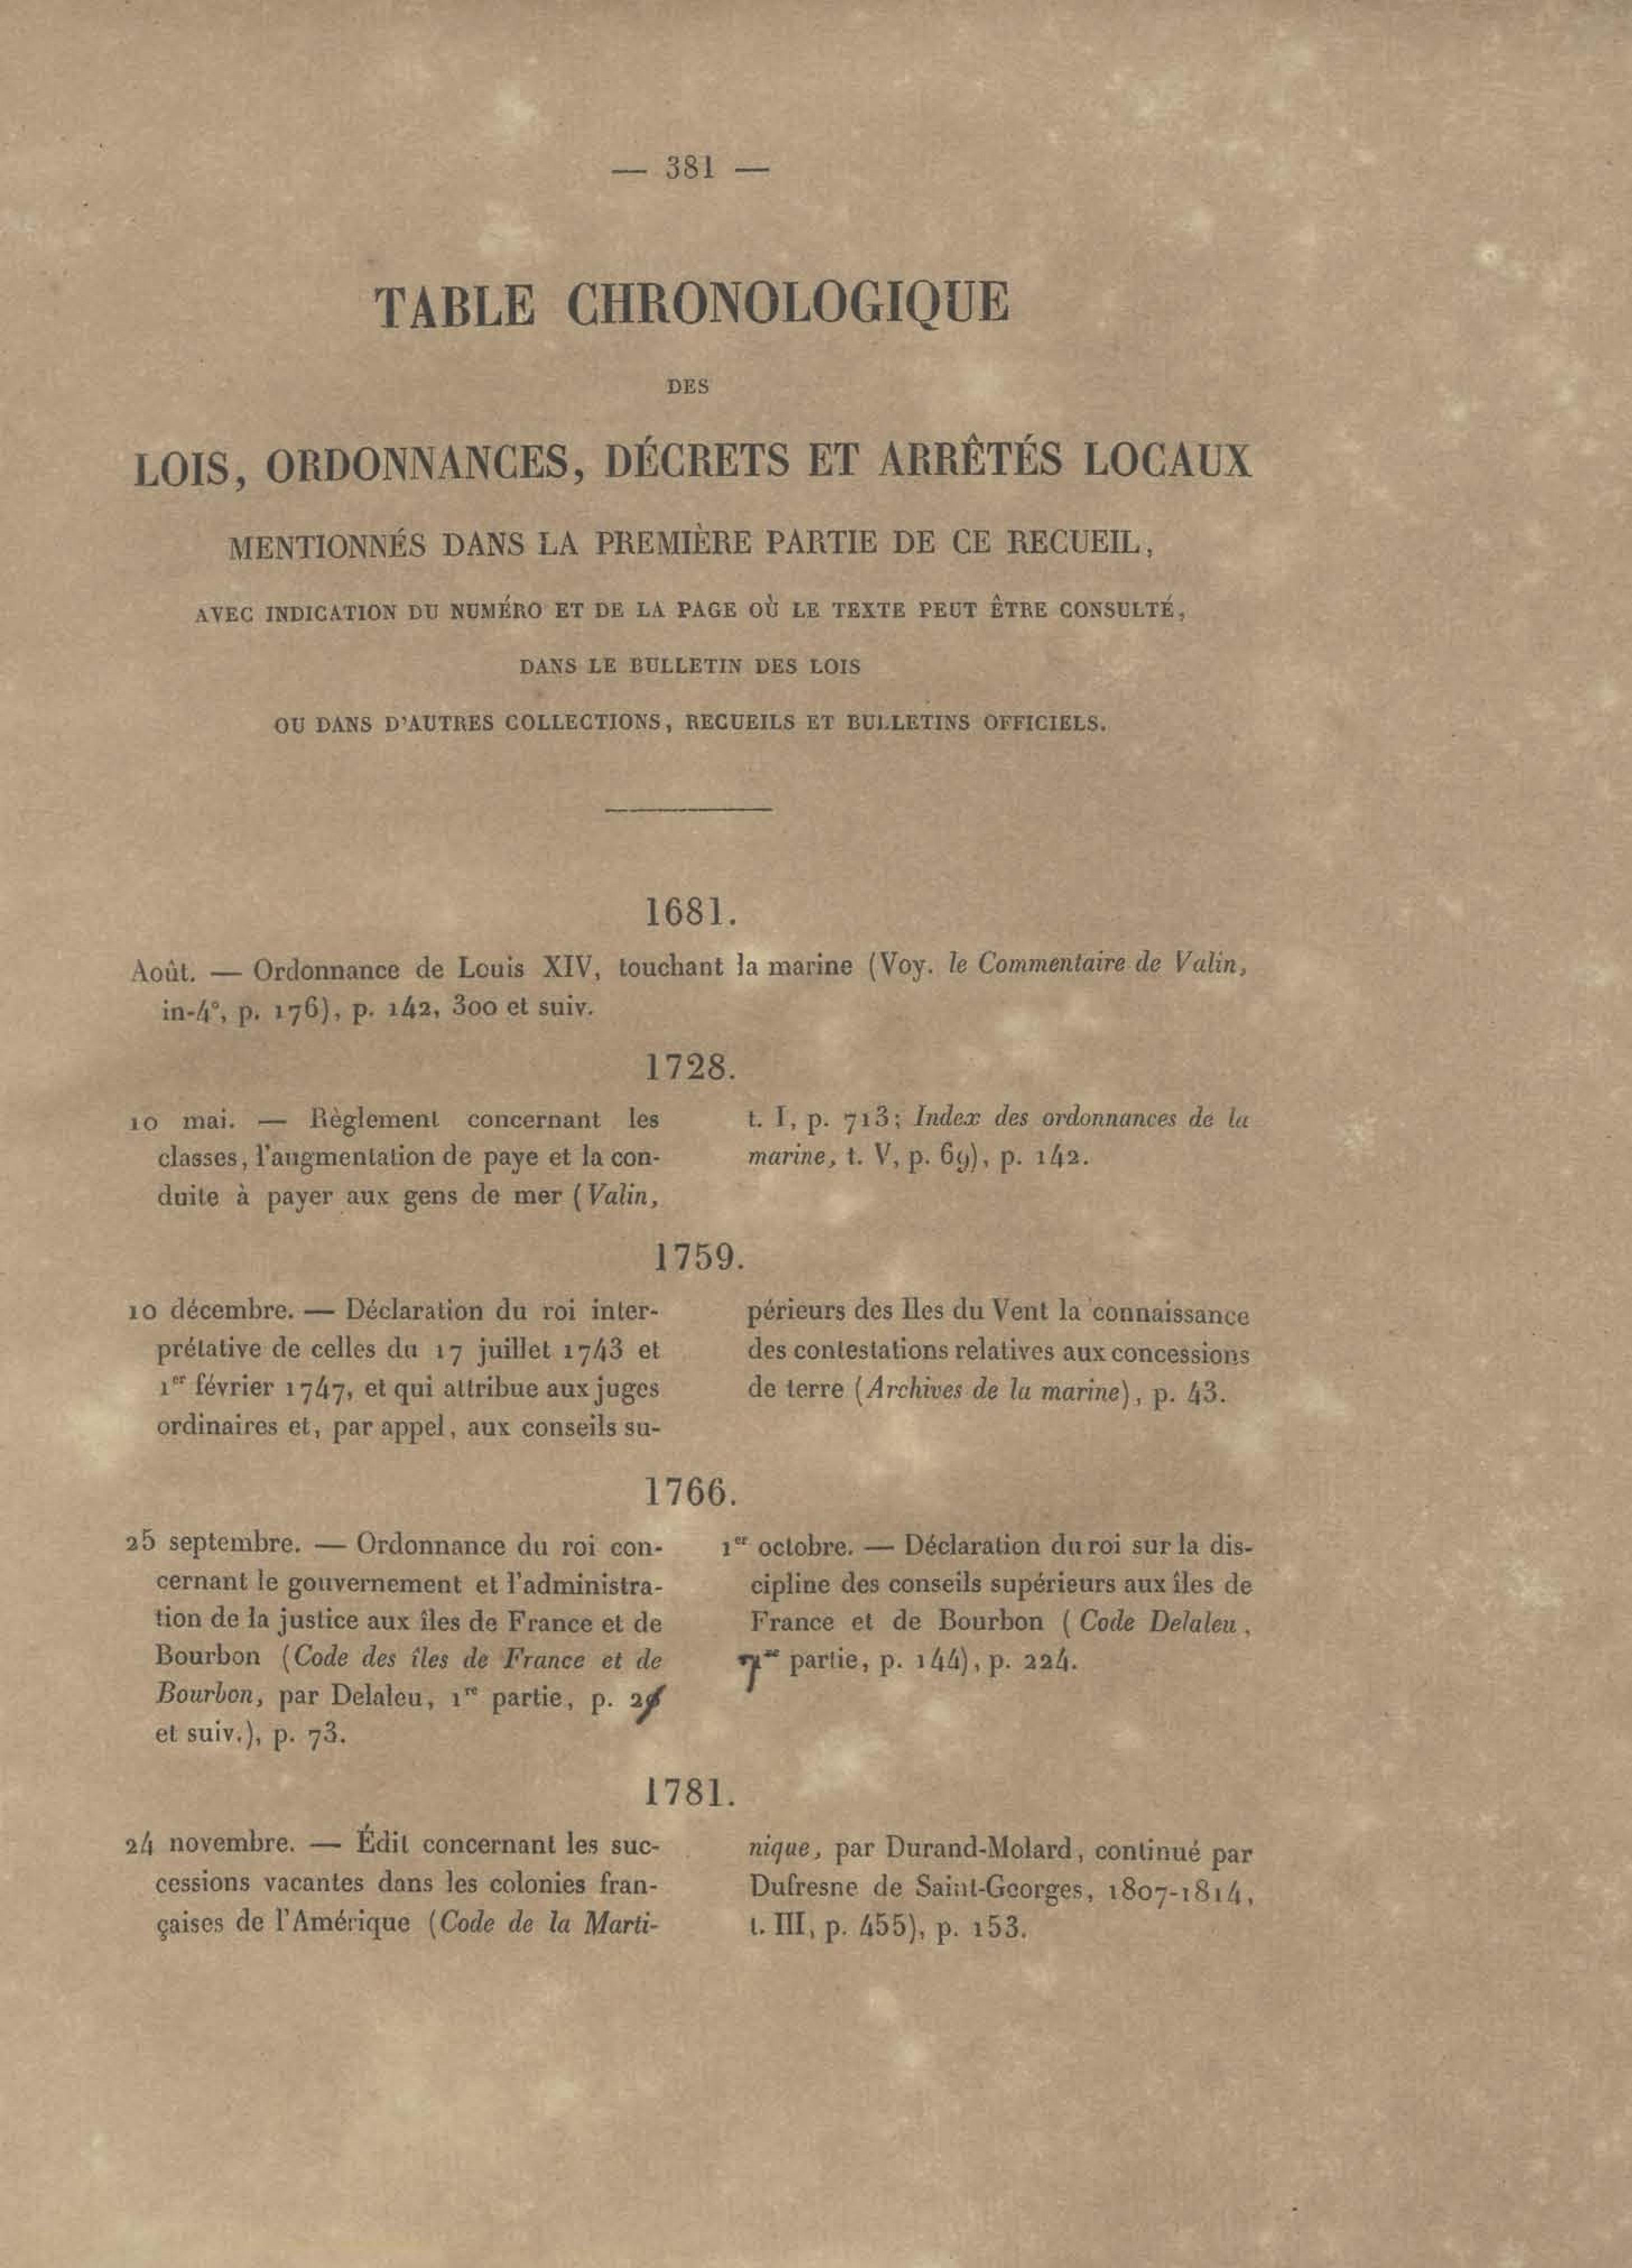 — 381 —
TABLE CHRONOLOGIQUE
DES
LOIS, ORDONNANCES, DÉCRETS ET ARRÊTÉS LOCAUX
MENTIONNÉS DANS LA PREMIÈRE PARTIE DE CE RECUEIL,
AVEC INDICATION DU NUMÉRO ET DE LA PAGE OÙ LE TEXTE PEUT ÊTRE CONSULTÉ,
DANS LE BULLETIN DES LOIS
OU DANS D'AUTRES COLLECTIONS, RECUEILS ET BULLETINS OFFICIELS.
1681.
Août. — Ordonnance de Louis XIV, touchant la marine (Voy. le Commentaire de Valin,
in-4°, p. 176), p. 142, 300 et suiv.
1728.
10 mai. — Règlement concernant les
classes, l'augmentation de paye et la con-
duite à payer aux gens de mer (Valin,
t. I, p. 713; Index des ordonnances de la
marine, t. V, p. 69), p. 142.
1759.
10 décembre. — Déclaration du roi inter-
prétative de celles du 17 juillet 1743 et
1er février 1747, et qui attribue aux juges
ordinaires et, par appel, aux conseils su-
périeurs des Iles du Vent la connaissance
des contestations relatives aux concessions
de terre (Archives de la marine), p. 43.
1766.
25 septembre. — Ordonnance du roi con-
cernant le gouvernement et l'administra-
tion de la justice aux îles de France et de
Bourbon (Code des îles de France et de
Bourbon, par Delaleu, 1re partie, p.
et suiv.), p. 73.
1er octobre. — Déclaration du roi sur la dis-
cipline des conseils supérieurs aux îles de
France et de Bourbon (Code Delaleu,
partie, p. 144), p. 224.
1781.
24 novembre. — Édit concernant les suc-
cessions vacantes dans les colonies fran-
çaises de l'Amérique (Code de la Marti-
nique, par Durand-Molard, continué par
Dufresne de Saint-Georges, 1807-1814,
t. III, p. 455), p. 153.